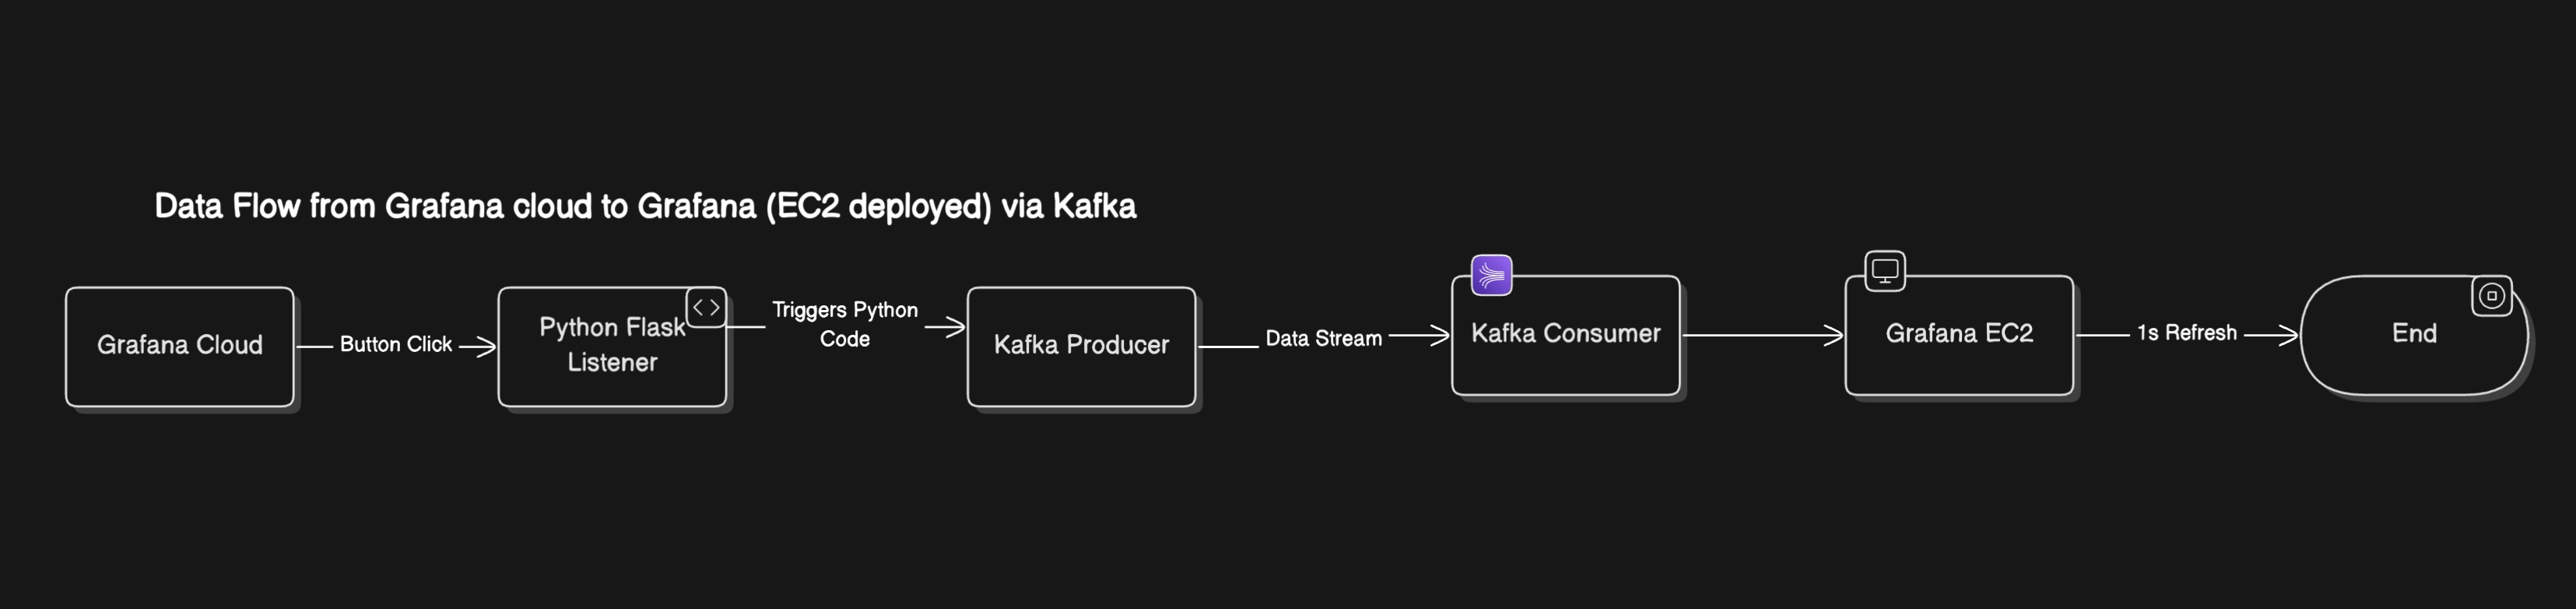 Data Flow from Grafana cloud to Grafana (EC2 deployed) via Kafka
Grafana Cloud
Button Click
Python Flask
Listener
Triggers Python
Code
Kafka Producer
Data Stream
Kafka Consumer
Grafana EC2
1s Refresh
End